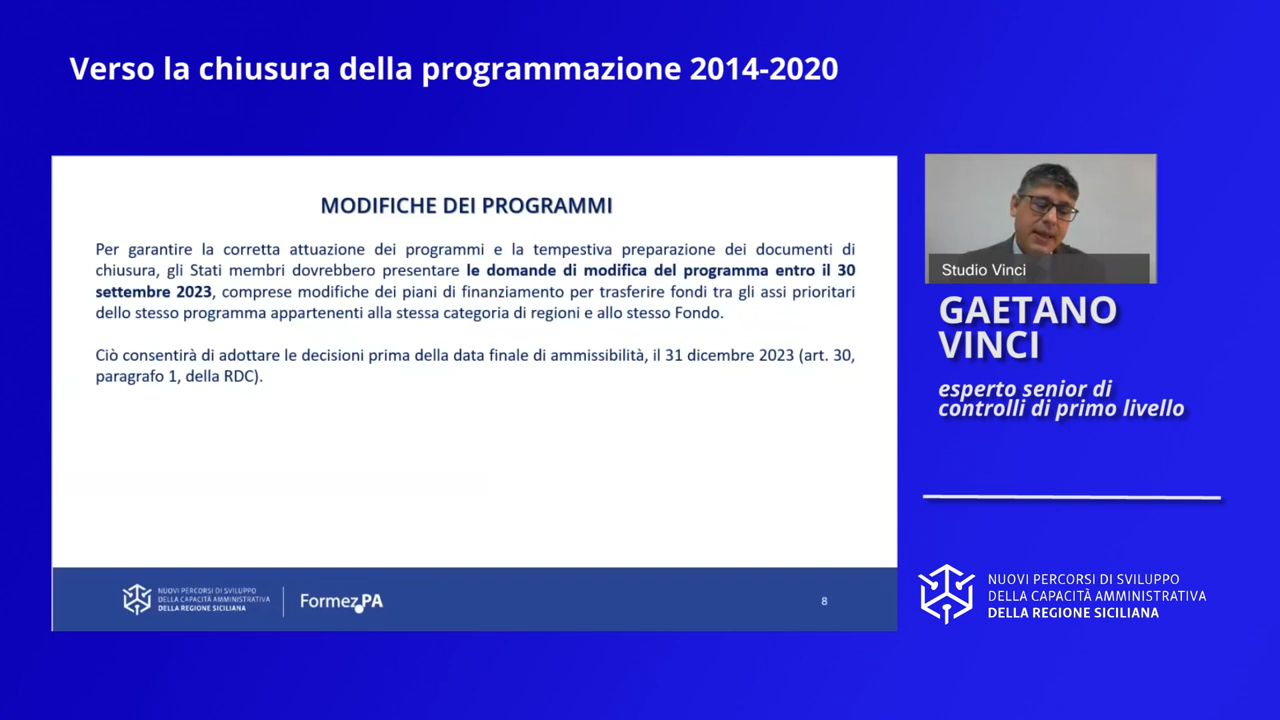 Verso la chiusura della programmazione 2014-2020
MODIFICHE DEI PROGRAMMI
Per garantire la corretta attuazione dei programmi e la tempestiva preparazione dei documenti di
chiusura, gli Stati membri dovrebbero presentare le domande di modifica del programma entro il 30
settembre 2023, comprese modifiche dei piani di finanziamento per trasferire fondi tra gli assi prioritari
dello stesso programma appartenenti alla stessa categoria di regioni e allo stesso Fondo.
Ciò consentirà di adottare le decisioni prima della data finale di ammissibilità, il 31 dicembre 2023 (art. 30,
paragrafo 1, della RDC).
NUOVI PERCORSI DI SVILUPPO
DELLA CAPACITÀ AMMINISTRATIVA
DELLA REGIONE SICILIANA
Formez PA
8
Studio Vinci
GAETANO
VINCI
esperto senior di
controlli di primo livello
NUOVI PERCORSI DI SVILUPPO
DELLA CAPACITÀ AMMINISTRATIVA
DELLA REGIONE SICILIANA